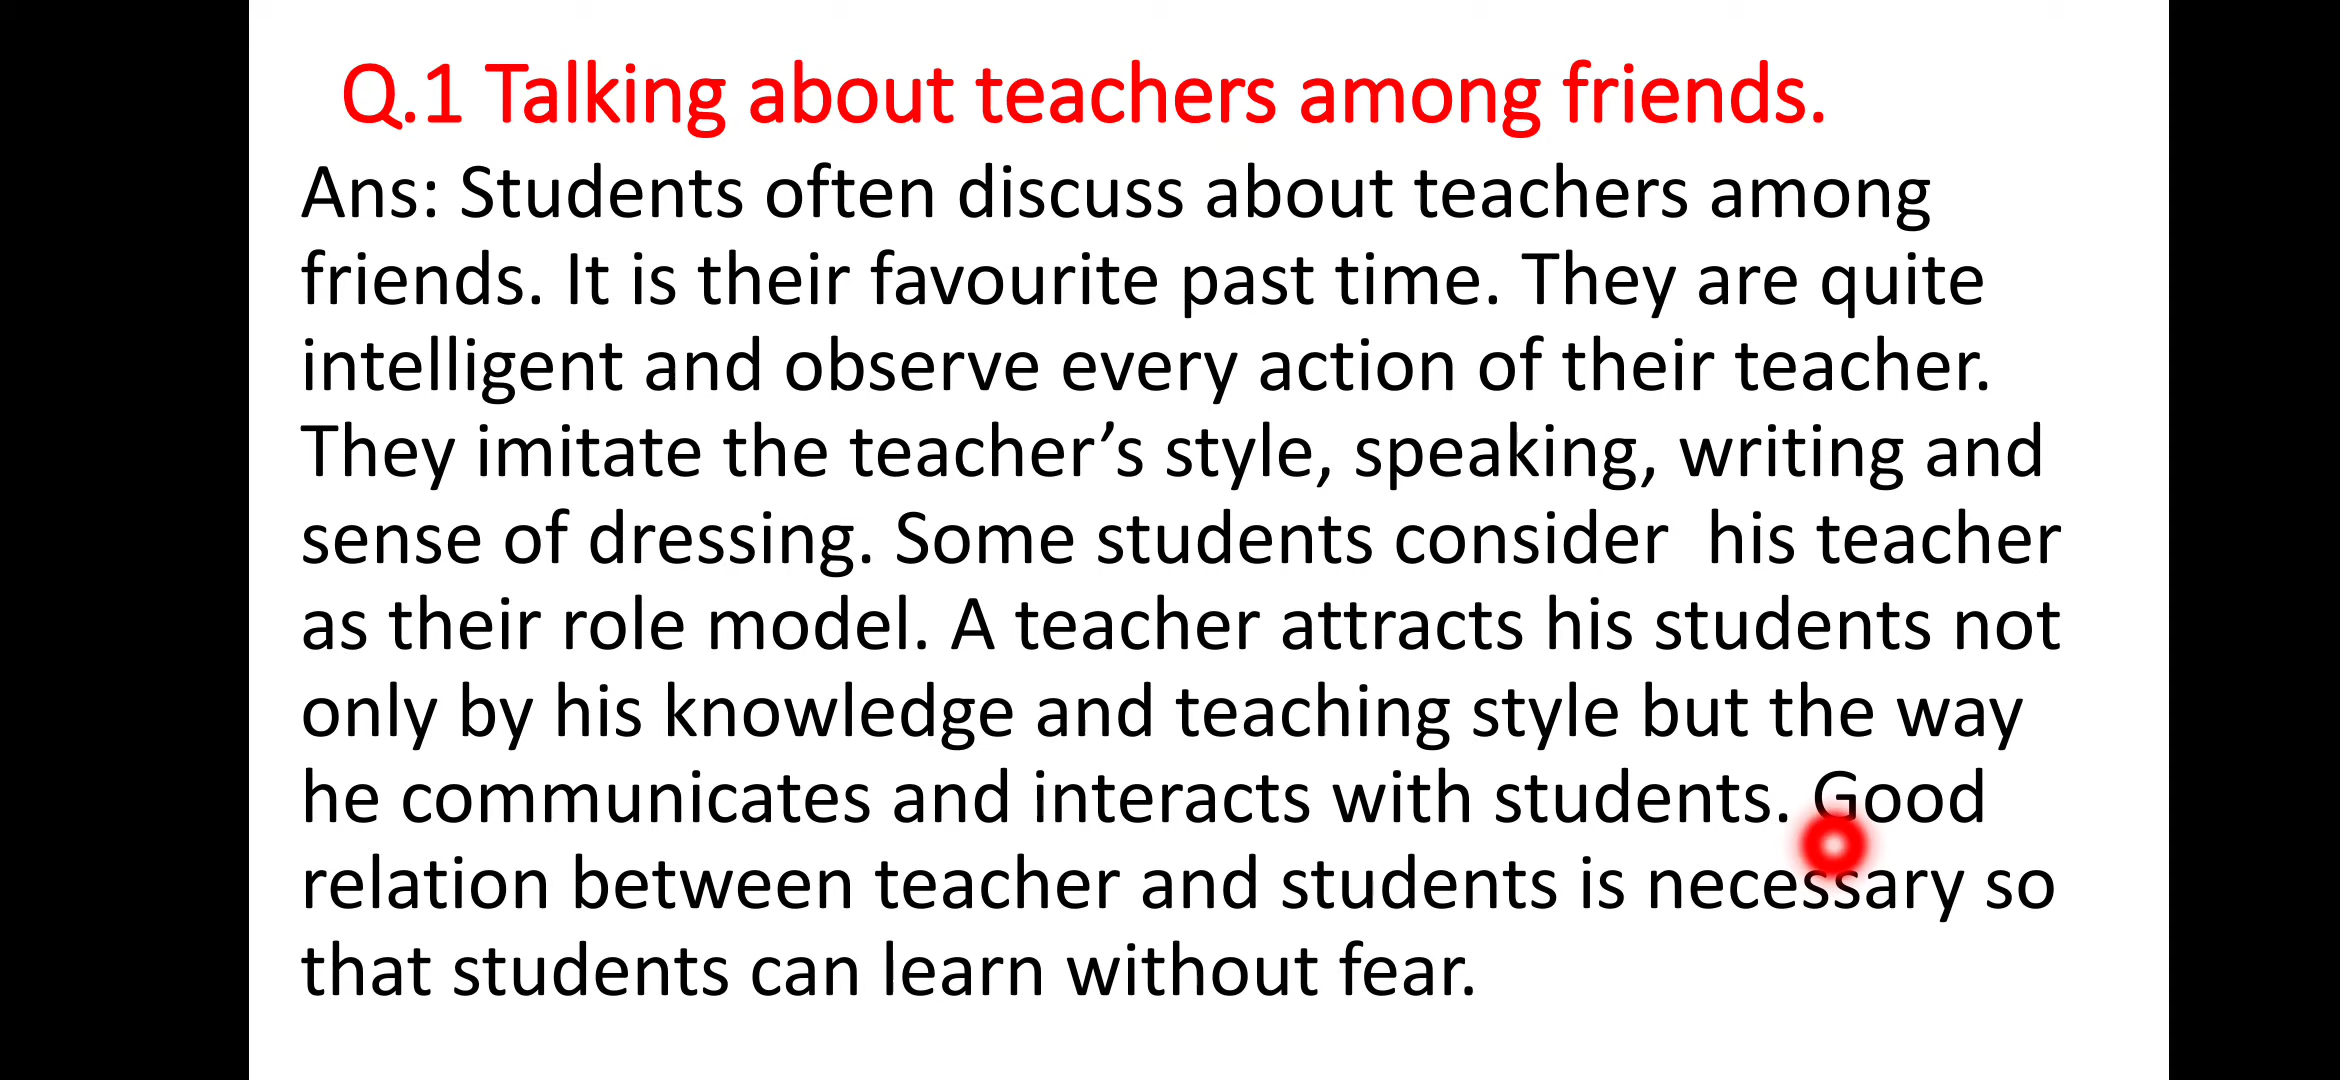 Q.1 Talking about teachers among friends.
Ans: Students often discuss about teachers among
friends. It is their favourite past time. They are quite
intelligent and observe every action of their teacher.
They imitate the teacher’s style, speaking, writing and
sense of dressing. Some students consider  his teacher
as their role model. A teacher attracts his students not
only by his knowledge and teaching style but the way
he communicates and interacts with students. Good
relation between teacher and students is necessary so
that students can learn without fear.